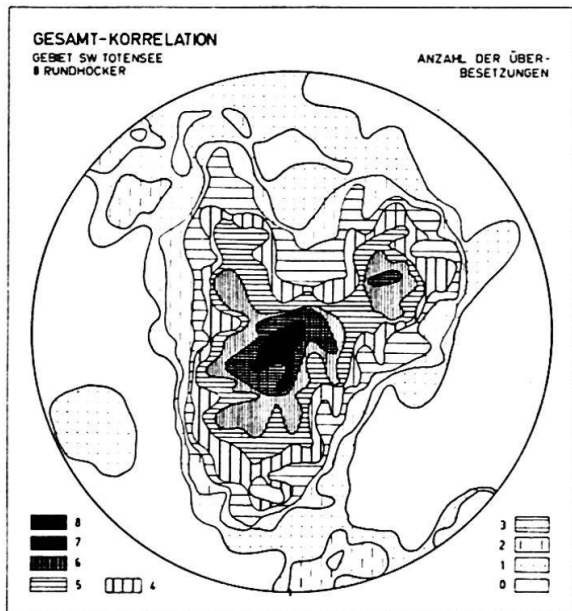 GESAMT-KORRELATION
GEBIET SW TOTENSEE
8 RUNDHÖCKER
ANZAHL DER ÜBER-
BESETZUNGEN
8
7
6
5
4
3
2
1
0